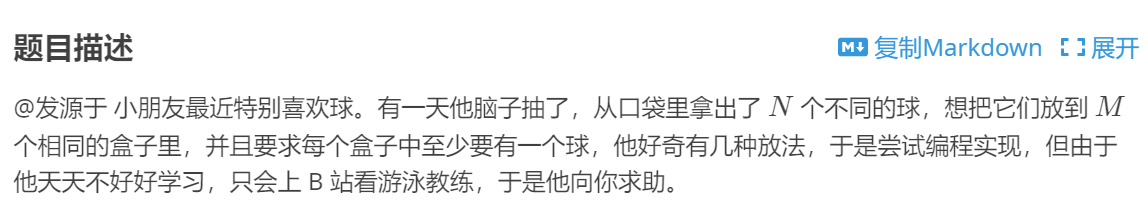 题目描述 复制Markdown 展开
@发源于 小朋友最近特别喜欢球。有一天他脑子抽了，从口袋里拿出了 N 个不同的球，想把它们放到 M
个相同的盒子里，并且要求每个盒子中至少要有一个球，他好奇有几种放法，于是尝试编程实现，但由于
他天天不好好学习，只会上 B 站看游泳教练，于是他向你求助。